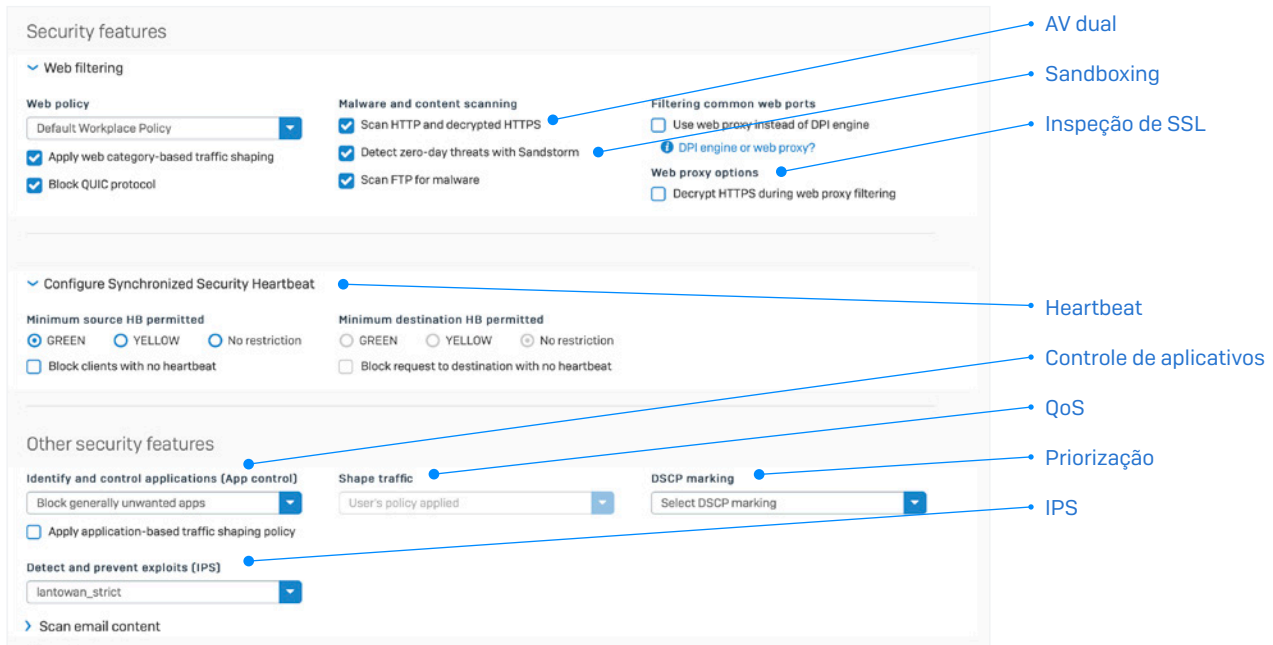 Security features
Web filtering
Web policy
Default Workplace Policy
Apply web category-based traffic shaping
Block QUIC protocol
Malware and content scanning
Scan HTTP and decrypted HTTPS
Detect zero-day threats with Sandstorm
Scan FTP for malware
Filtering common web ports
Use web proxy instead of DPI engine
DPI engine or web proxy?
Web proxy options
Decrypt HTTPS during web proxy filtering
Configure Synchronized Security Heartbeat
Minimum source HB permitted
GREEN YELLOW No restriction
Block clients with no heartbeat
Minimum destination HB permitted
GREEN YELLOW No restriction
Block request to destination with no heartbeat
Other security features
Identify and control applications (App control)
Block generally unwanted apps
Apply application-based traffic shaping policy
Shape traffic
User's policy applied
DSCP marking
Select DSCP marking
Detect and prevent exploits (IPS)
lantowan_strict
Scan email content
AV dual
Sandboxing
Inspeção de SSL
Heartbeat
Controle de aplicativos
QoS
Priorização
IPS